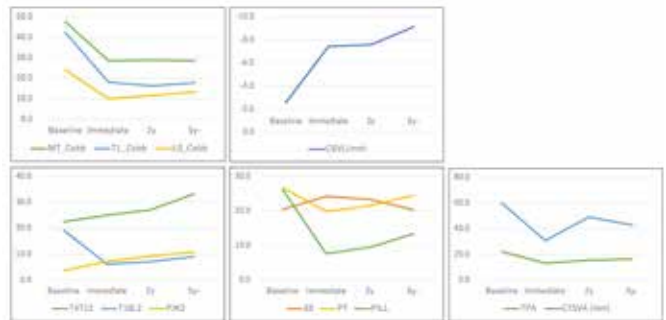 50.0
40.0
30.0
20.0
10.0
0.0
Baseline Immediate 2y 5y-
MT_Cobb TL_Cobb LS_Cobb
-10.0
-8.0
-6.0
-4.0
-2.0
0.0
Baseline Immediate 2y 5y-
CSVL(mm)
40.0
30.0
20.0
10.0
0.0
Baseline Immediate 2y 5y-
T4T12 T10L2 PJK2
30.0
20.0
10.0
0.0
Baseline Immediate 2y 5y-
SS PT PILL
80.0
60.0
40.0
20.0
0.0
Baseline Immediate 2y 5y-
TPA C7SVA (mm)